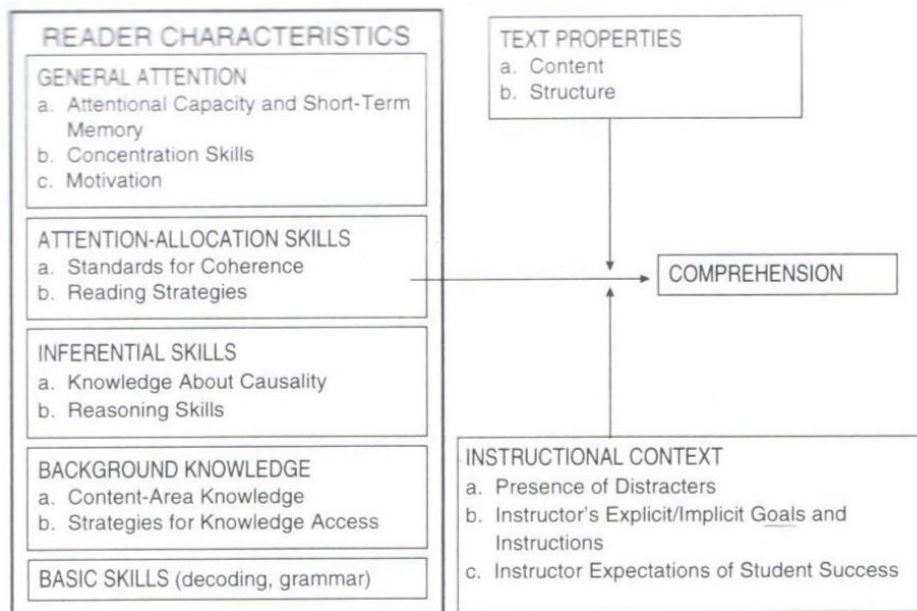 READER CHARACTERISTICS
GENERAL ATTENTION
a. Attentional Capacity and Short-Term
Memory
b. Concentration Skills
c. Motivation
ATTENTION-ALLOCATION SKILLS
a. Standards for Coherence
b. Reading Strategies
INFERENTIAL SKILLS
a. Knowledge About Causality
b. Reasoning Skills
BACKGROUND KNOWLEDGE
a. Content-Area Knowledge
b. Strategies for Knowledge Access
BASIC SKILLS (decoding, grammar)
TEXT PROPERTIES
a. Content
b. Structure
COMPREHENSION
INSTRUCTIONAL CONTEXT
a. Presence of Distracters
b. Instructor's Explicit/Implicit Goals and
Instructions
c. Instructor Expectations of Student Success